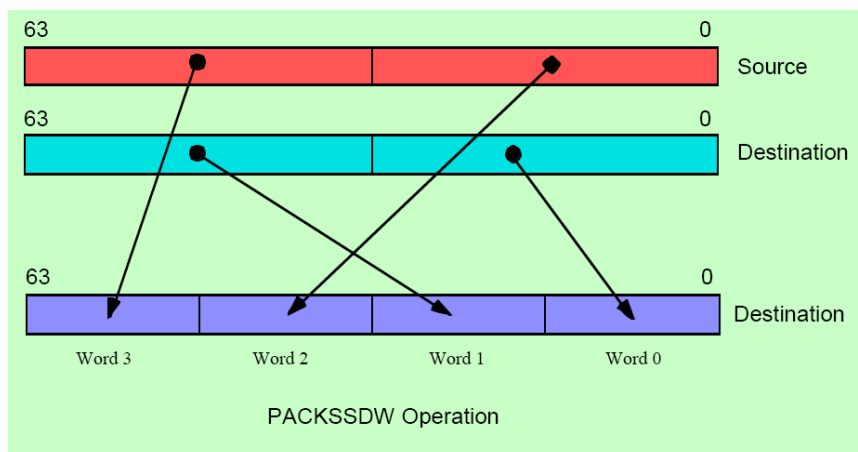 63 0
Source
63 0
Destination
63 0
Destination
Word 3 Word 2 Word 1 Word 0
PACKSSDW Operation